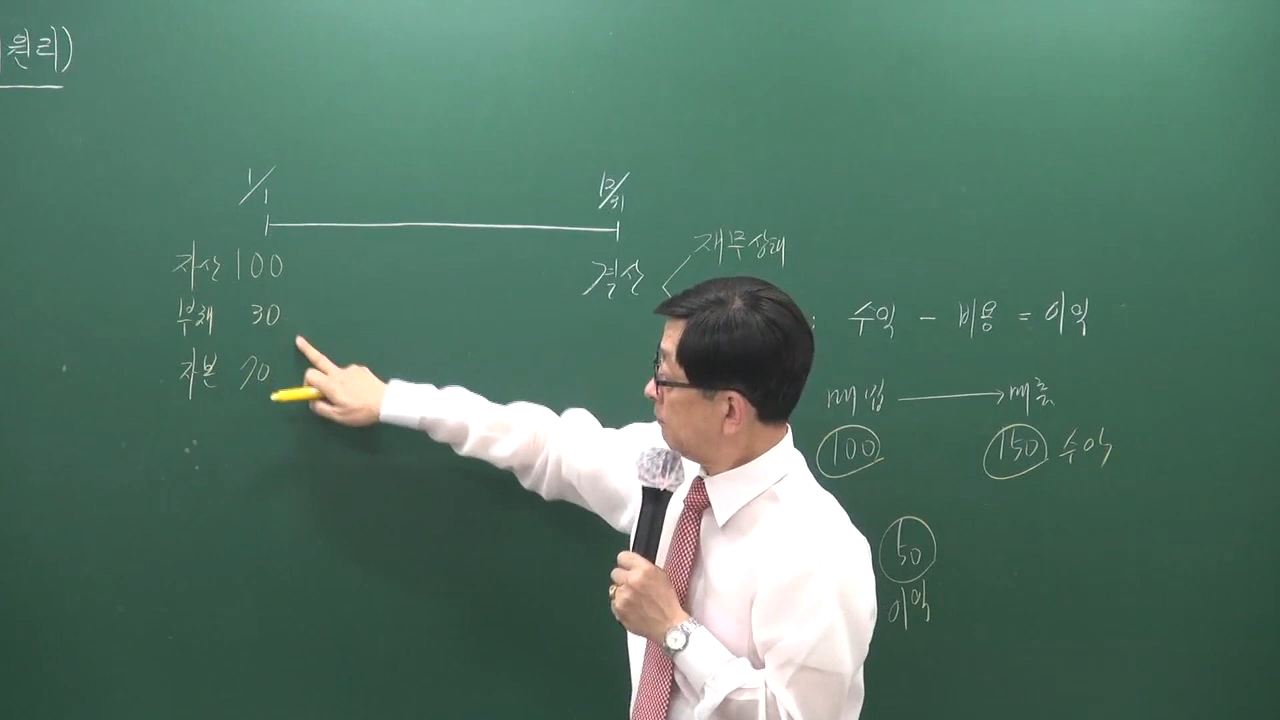 원리)
1/1
12/31
자산 100
부채 30
자본 70
결산
재무상태
: 수익 - 비용 = 이익
매입 → 매출
100 150 수익
50
이익